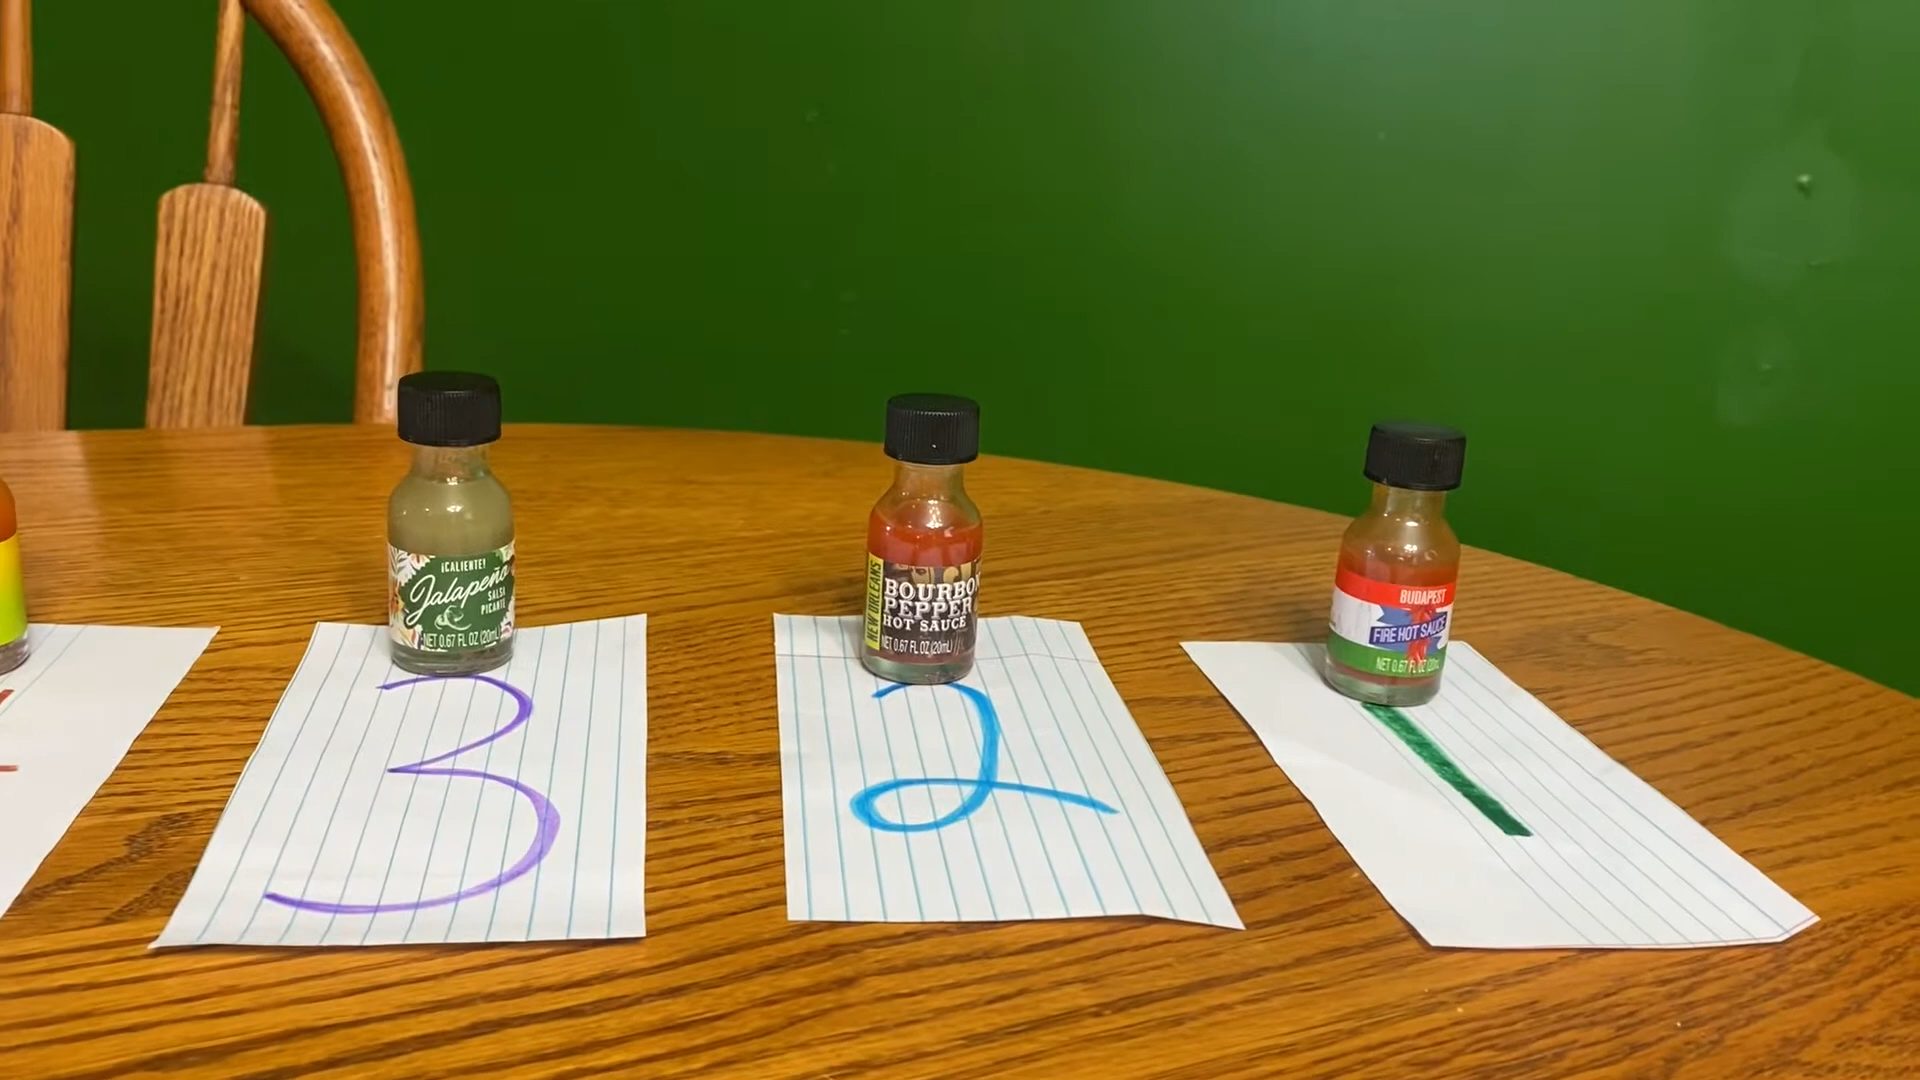 ¡CALIENTE!
Jalapeño
SALSA
PICANTE
NET 0.67 FL OZ (20mL)
3
NEW ORLEANS
BOURBON
PEPPER
HOT SAUCE
NET 0.67 FL OZ (20mL)
2
BUDAPEST
FIRE HOT SAUCE
NET 0.67 FL OZ (20mL
1